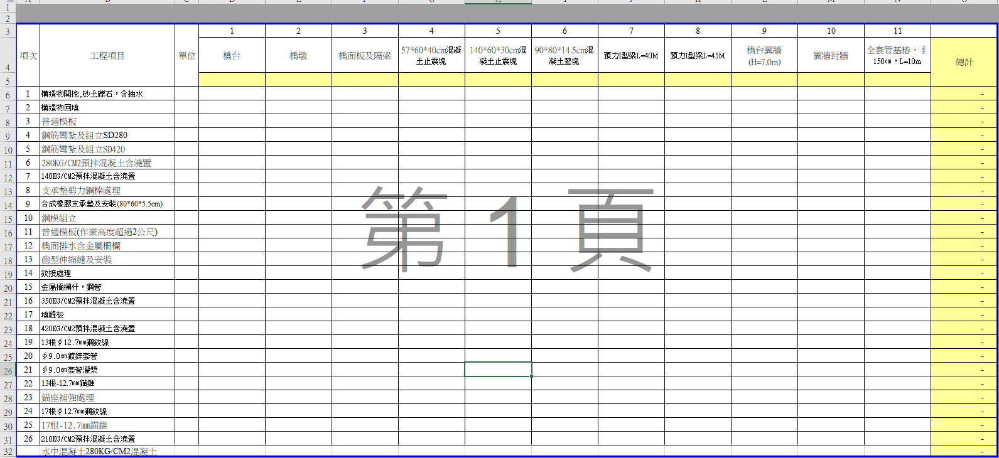 1
2
3 1 2 3 4 5 6 7 8 9 10 11
4 項次 工程項目 單位 橋台 橋墩 橋面板及隔梁 57*60*40cm混凝土止震塊 140*60*30cm混凝土止震塊 90*80*14.5cm混凝土墊塊 預力I型梁L=40M 預力I型梁L=45M 橋台翼牆(H=7.0m) 翼牆封牆 全套管基樁，∮150㎝，L=10m 總計
5
6 1 構造物開挖,砂土礫石，含抽水 -
7 2 構造物回填 -
8 3 普通模板 -
9 4 鋼筋彎紮及組立SD280 -
10 5 鋼筋彎紮及組立SD420 -
11 6 280KG/CM2預拌混凝土含澆置 -
12 7 140KG/CM2預拌混凝土含澆置 -
13 8 支承墊剪力鋼棒處理 -
14 9 合成橡膠支承墊及安裝(80*60*5.5cm) -
15 10 鋼模組立 -
16 11 普通模板(作業高度超過2公尺) -
17 12 橋面排水含金屬柵欄 -
18 13 齒型伸縮縫及安裝 -
19 14 鉸接處理 -
20 15 金屬橋欄杆，鋼管 -
21 16 350KG/CM2預拌混凝土含澆置 -
22 17 填縫板 -
23 18 420KG/CM2預拌混凝土含澆置 -
24 19 13根∮12.7㎜鋼鉸線 -
25 20 ∮9.0㎝鍍鋅套管 -
26 21 ∮9.0㎝套管灌漿 -
27 22 13根-12.7㎜錨錐 -
28 23 錨座補強處理 -
29 24 17根∮12.7㎜鋼鉸線 -
30 25 17根-12.7㎜錨錐 -
31 26 210KG/CM2預拌混凝土含澆置 -
32 水中混凝土280KG/CM2混凝土 -
第 1 頁